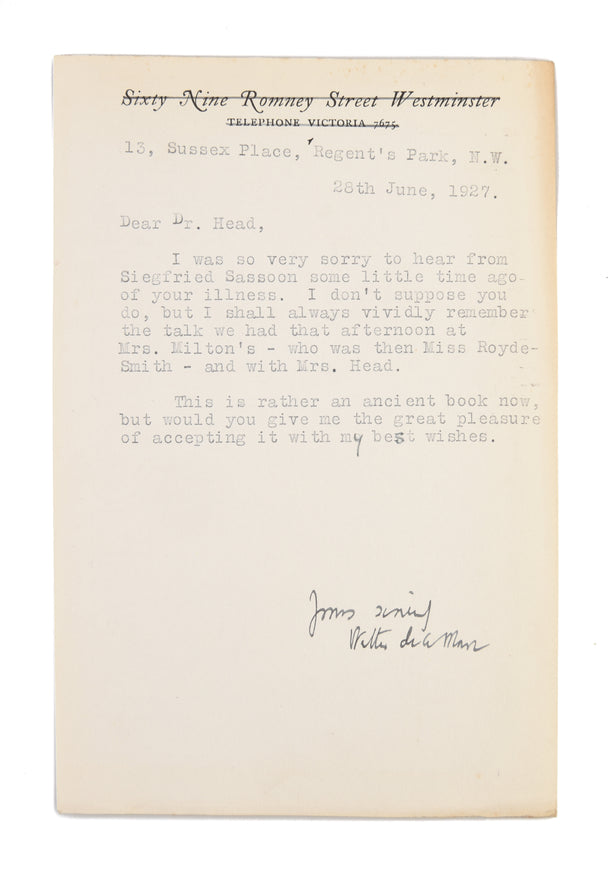 Sixty Nine Romney Street Westminster
TELEPHONE VICTORIA 7675.
13, Sussex Place, Regent's Park, N.W.
28th June, 1927.
Dear Dr. Head,
I was so very sorry to hear from
Siegfried Sassoon some little time ago
of your illness. I don't suppose you
do, but I shall always vividly remember
the talk we had that afternoon at
Mrs. Milton's - who was then Miss Royde-
Smith - and with Mrs. Head.
This is rather an ancient book now,
but would you give me the great pleasure
of accepting it with my best wishes.
Yours sincerely
Walter de la Mare